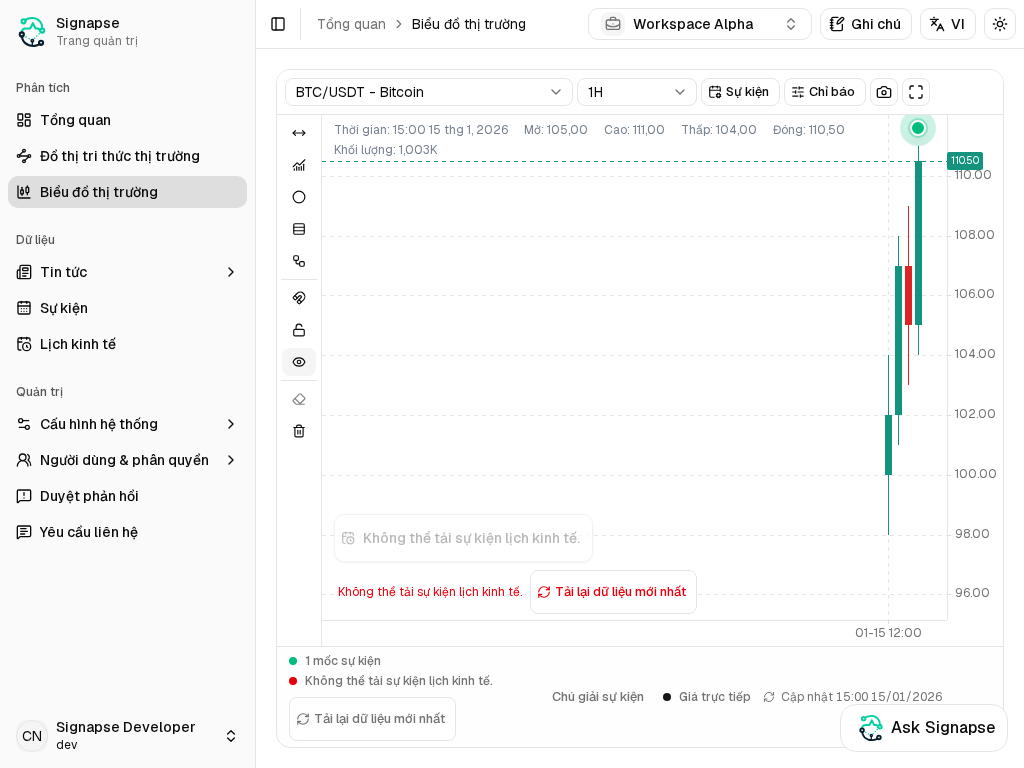 Signapse
Trang quản trị
Phân tích
Tổng quan
Đồ thị tri thức thị trường
Biểu đồ thị trường
Dữ liệu
Tin tức
Sự kiện
Lịch kinh tế
Quản trị
Cấu hình hệ thống
Người dùng & phân quyền
Duyệt phản hồi
Yêu cầu liên hệ
CN
Signapse Developer
dev
Tổng quan > Biểu đồ thị trường
Workspace Alpha
Ghi chú
VI
BTC/USDT - Bitcoin
1H
Sự kiện
Chỉ báo
Thời gian: 15:00 15 thg 1, 2026 Mở: 105,00 Cao: 111,00 Thấp: 104,00 Đóng: 110,50
Khối lượng: 1,003K
110.50
110.00
108.00
106.00
104.00
102.00
100.00
98.00
96.00
Không thể tải sự kiện lịch kinh tế.
Không thể tải sự kiện lịch kinh tế.
Tải lại dữ liệu mới nhất
01-15 12:00
1 mốc sự kiện
Không thể tải sự kiện lịch kinh tế.
Tải lại dữ liệu mới nhất
Chú giải sự kiện
Giá trực tiếp
Cập nhật 15:00 15/01/2026
Ask Signapse